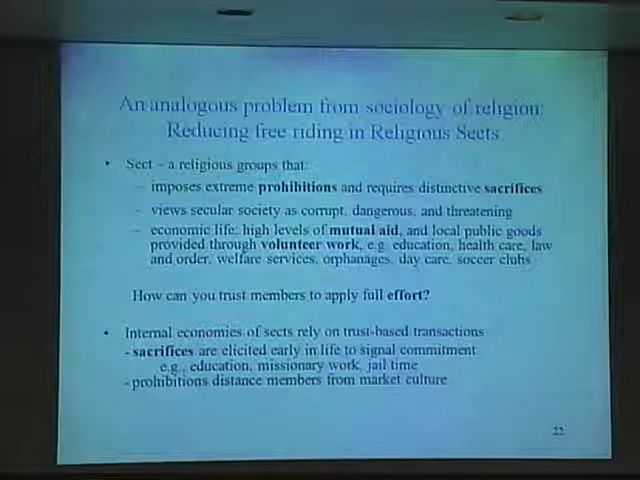 An analogous problem from sociology of religion:
Reducing free riding in Religious Sects
• Sect – a religious groups that:
– imposes extreme prohibitions and requires distinctive sacrifices
– views secular society as corrupt, dangerous, and threatening
– economic life: high levels of mutual aid, and local public goods
provided through volunteer work, e.g. education, health care, law
and order, welfare services, orphanages, day care, soccer clubs
How can you trust members to apply full effort?
• Internal economies of sects rely on trust-based transactions
- sacrifices are elicited early in life to signal commitment
e.g., education, missionary work, jail time
- prohibitions distance members from market culture
22